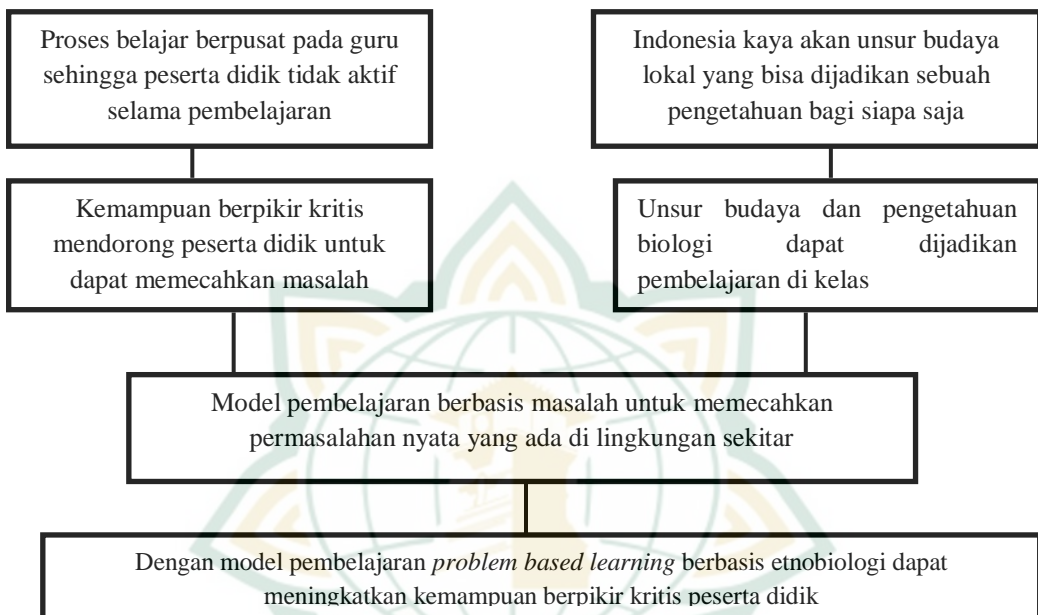 Proses belajar berpusat pada guru
sehingga peserta didik tidak aktif
selama pembelajaran
Indonesia kaya akan unsur budaya
lokal yang bisa dijadikan sebuah
pengetahuan bagi siapa saja
Kemampuan berpikir kritis
mendorong peserta didik untuk
dapat memecahkan masalah
Unsur budaya dan pengetahuan
biologi dapat dijadikan
pembelajaran di kelas
Model pembelajaran berbasis masalah untuk memecahkan
permasalahan nyata yang ada di lingkungan sekitar
Dengan model pembelajaran problem based learning berbasis etnobiologi dapat
meningkatkan kemampuan berpikir kritis peserta didik